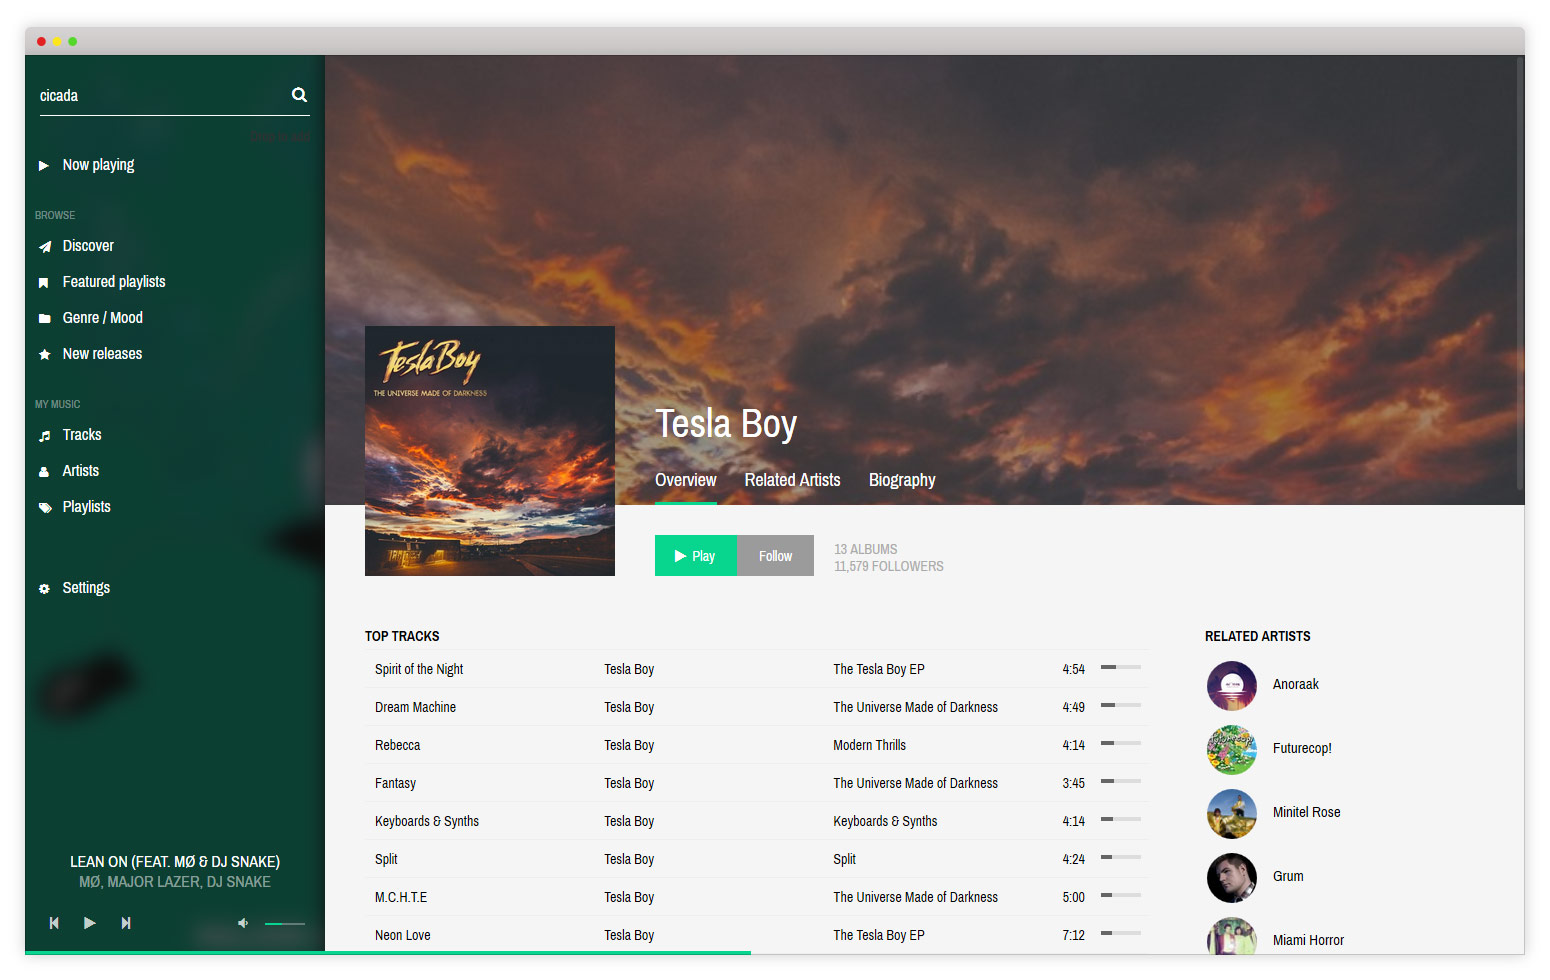 cicada
Drop to add
Now playing
BROWSE
Discover
Featured playlists
Genre / Mood
New releases
MY MUSIC
Tracks
Artists
Playlists
Settings
LEAN ON (FEAT. MØ & DJ SNAKE)
MØ, MAJOR LAZER, DJ SNAKE
Tesla Boy
THE UNIVERSE MADE OF DARKNESS
Tesla Boy
Overview Related Artists Biography
Play Follow
13 ALBUMS
11,579 FOLLOWERS
TOP TRACKS
Spirit of the Night Tesla Boy The Tesla Boy EP 4:54
Dream Machine Tesla Boy The Universe Made of Darkness 4:49
Rebecca Tesla Boy Modern Thrills 4:14
Fantasy Tesla Boy The Universe Made of Darkness 3:45
Keyboards & Synths Tesla Boy Keyboards & Synths 4:14
Split Tesla Boy Split 4:24
M.C.H.T.E Tesla Boy The Universe Made of Darkness 5:00
Neon Love Tesla Boy The Tesla Boy EP 7:12
RELATED ARTISTS
Anoraak
Futurecop!
Minitel Rose
Grum
Miami Horror